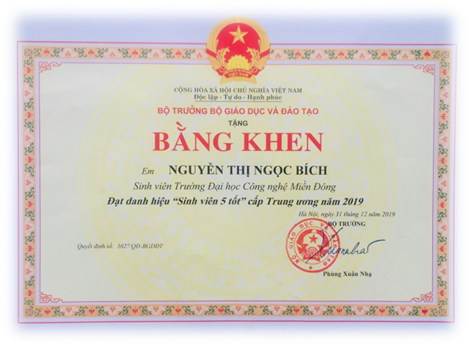 CỘNG HÒA XÃ HỘI CHỦ NGHĨA VIỆT NAM
Độc lập - Tự do - Hạnh phúc
BỘ TRƯỞNG BỘ GIÁO DỤC VÀ ĐÀO TẠO
TẶNG
BẰNG KHEN
Em NGUYỄN THỊ NGỌC BÍCH
Sinh viên Trường Đại học Công nghệ Miền Đông
Đạt danh hiệu “Sinh viên 5 tốt” cấp Trung ương năm 2019
Hà Nội, ngày 31 tháng 12 năm 2019
BỘ TRƯỞNG
Quyết định số: 5027/QĐ-BGDĐT
Phùng Xuân Nhạ